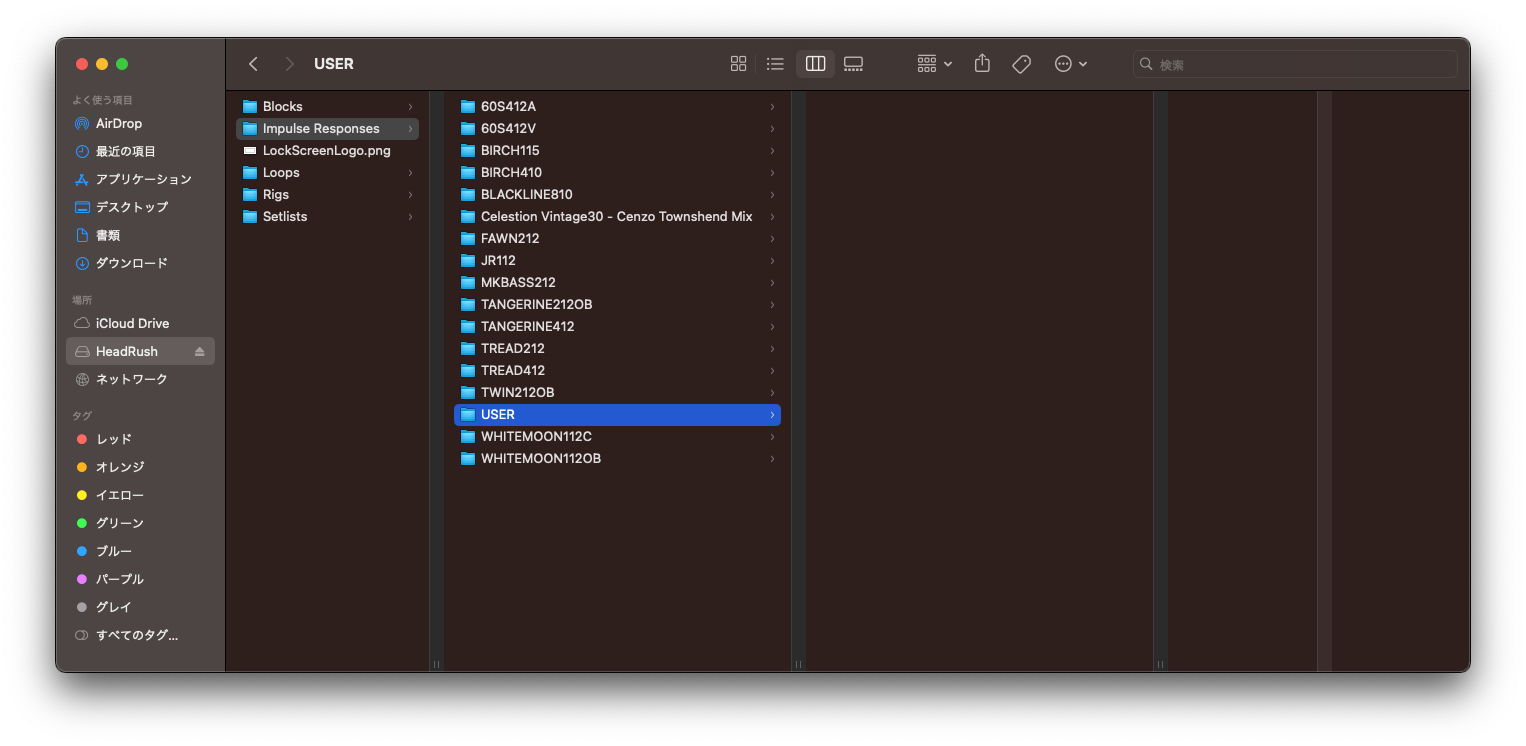 USER
検索
よく使う項目
AirDrop
最近の項目
アプリケーション
デスクトップ
書類
ダウンロード
場所
iCloud Drive
HeadRush
ネットワーク
タグ
レッド
オレンジ
イエロー
グリーン
ブルー
パープル
グレイ
すべてのタグ...
Blocks
Impulse Responses
LockScreenLogo.png
Loops
Rigs
Setlists
60S412A
60S412V
BIRCH115
BIRCH410
BLACKLINE810
Celestion Vintage30 - Cenzo Townshend Mix
FAWN212
JR112
MKBASS212
TANGERINE212OB
TANGERINE412
TREAD212
TREAD412
TWIN212OB
USER
WHITEMOON112C
WHITEMOON112OB